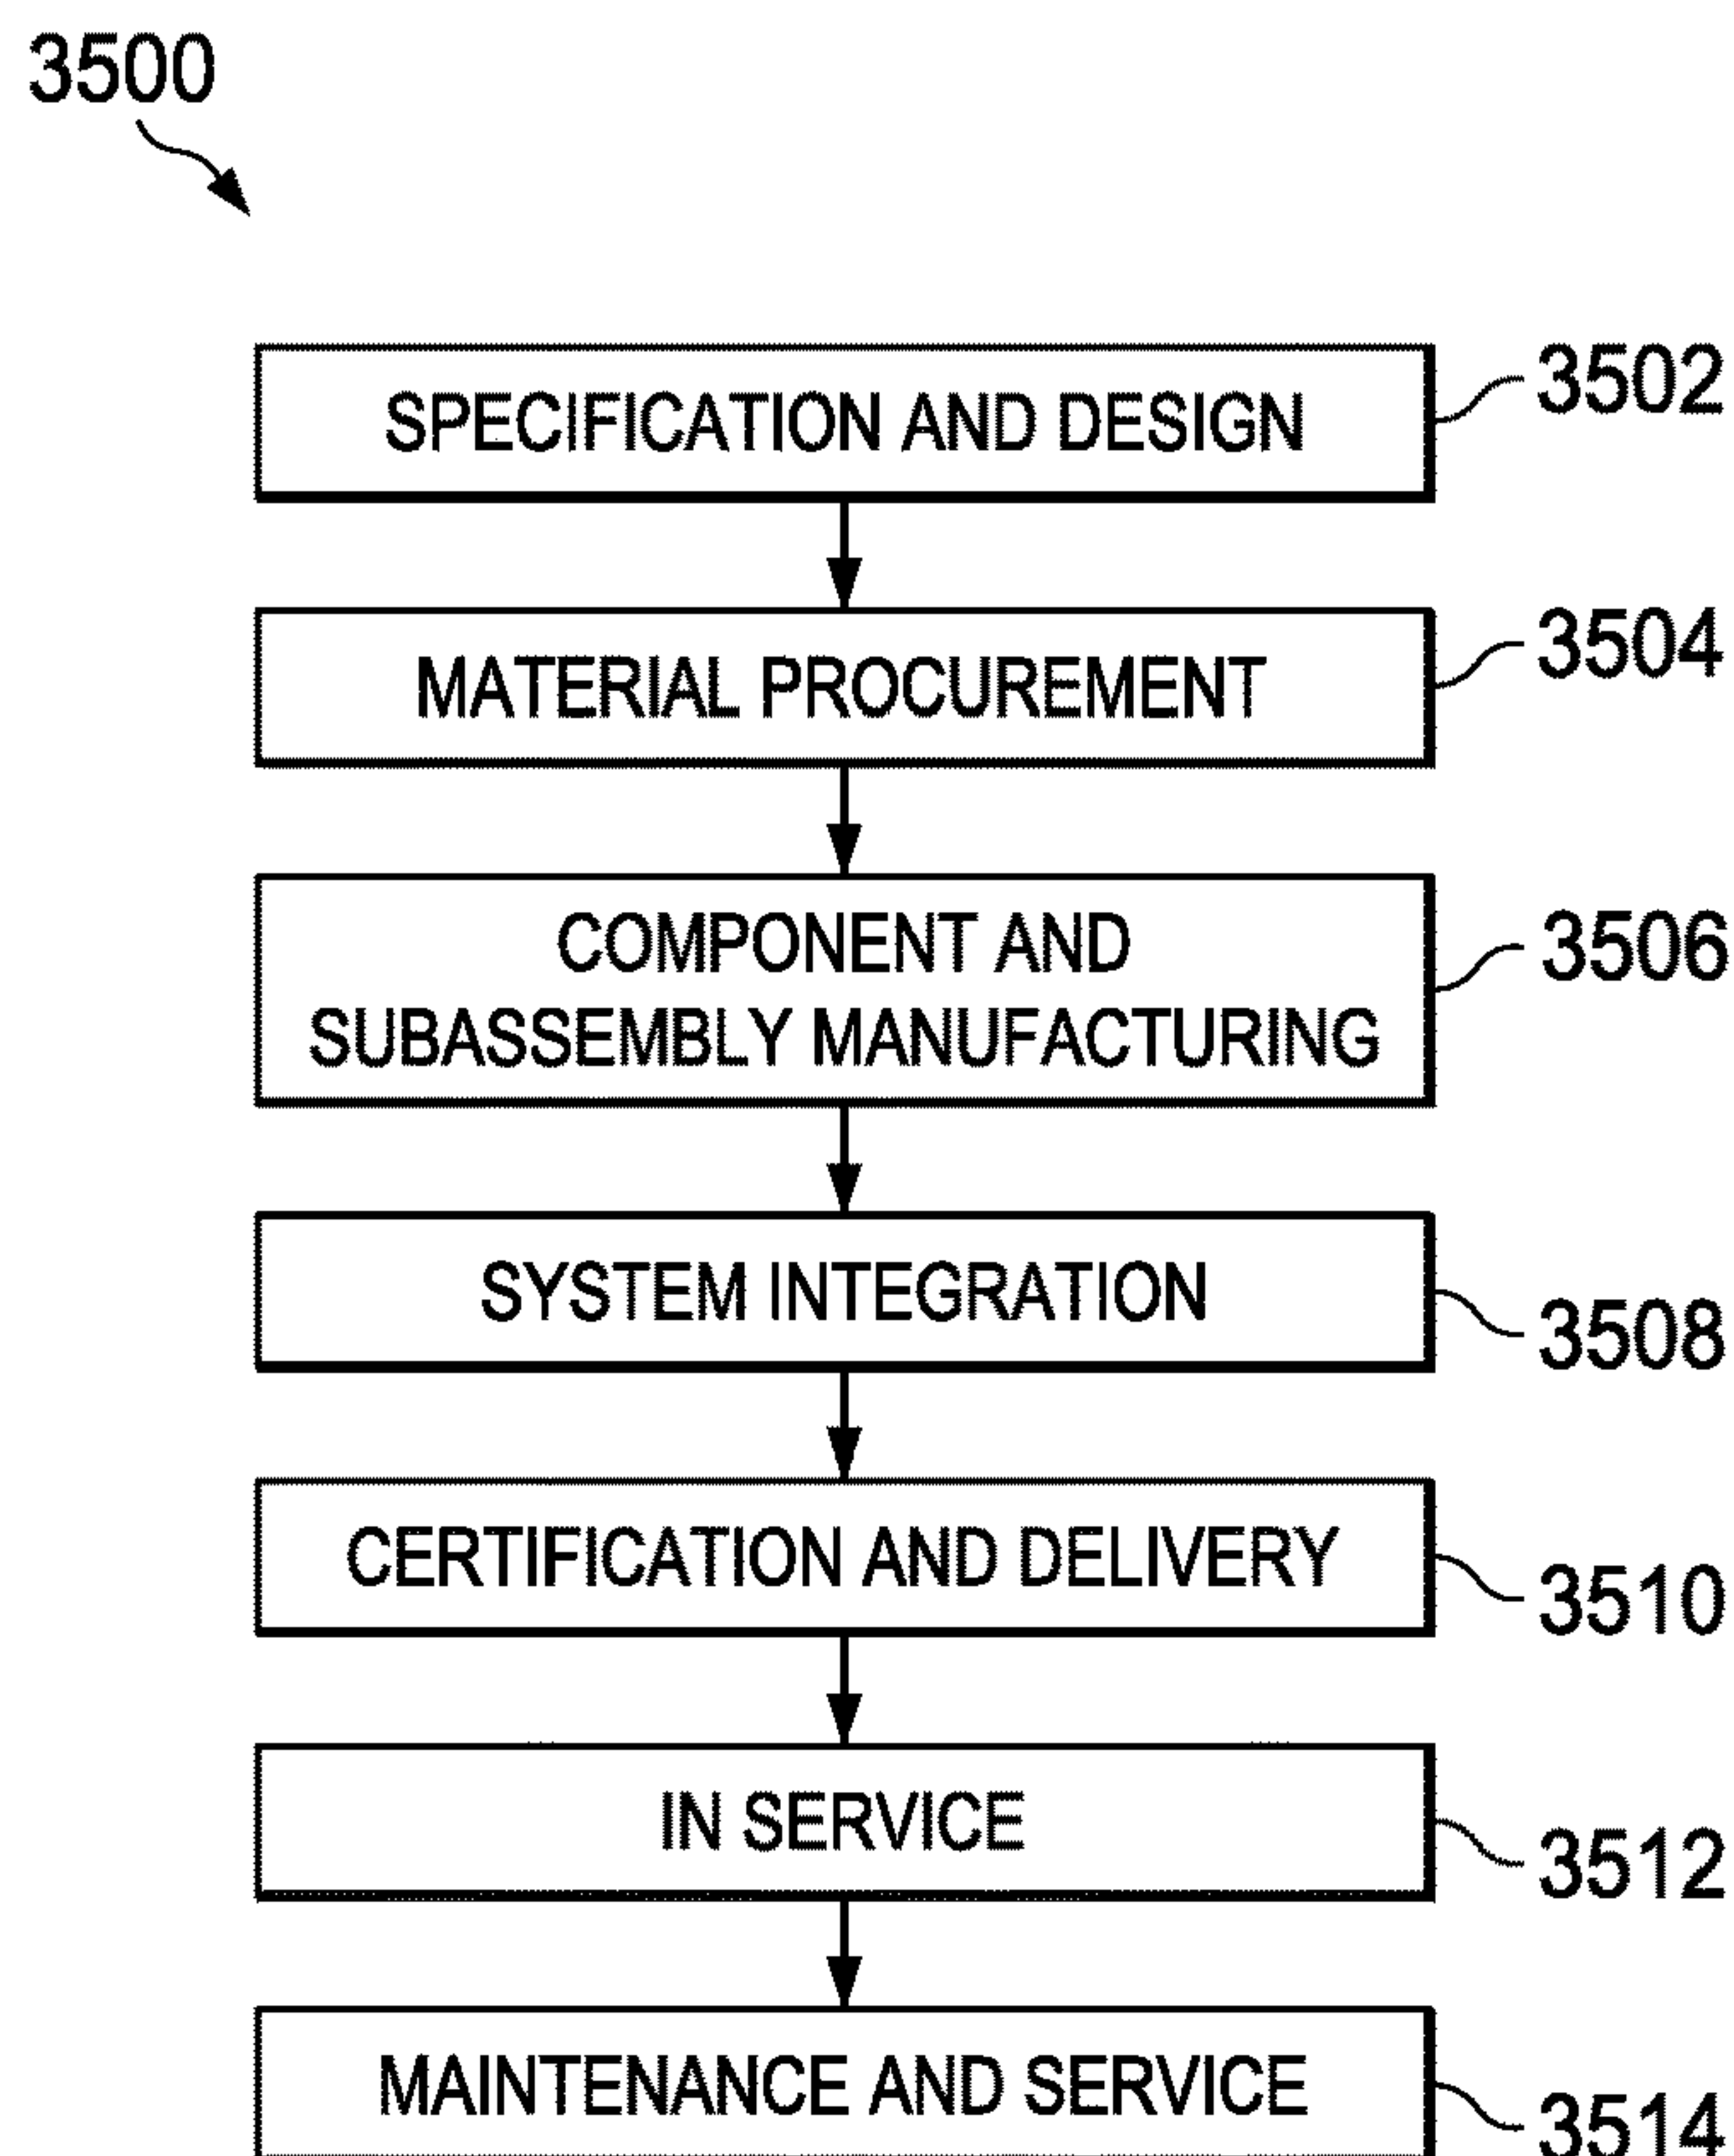 3500
SPECIFICATION AND DESIGN
3502
MATERIAL PROCUREMENT
3504
COMPONENT AND
SUBASSEMBLY MANUFACTURING
3506
SYSTEM INTEGRATION
3508
CERTIFICATION AND DELIVERY
3510
IN SERVICE
3512
MAINTENANCE AND SERVICE
3514